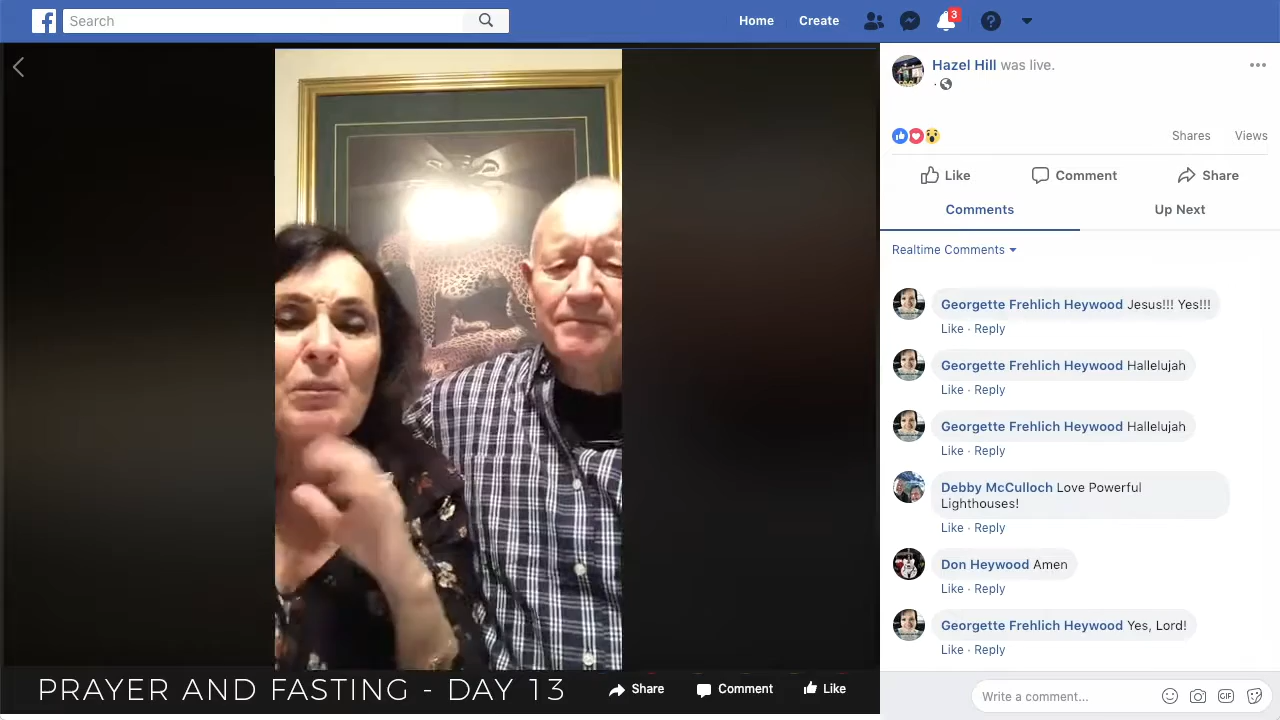 Search
Home
Create
3
Hazel Hill was live.
Shares
Views
Like
Comment
Share
Comments
Up Next
Realtime Comments
Georgette Frehlich Heywood Jesus!!! Yes!!!
Like · Reply
Georgette Frehlich Heywood Hallelujah
Like · Reply
Georgette Frehlich Heywood Hallelujah
Like · Reply
Debby McCulloch Love Powerful
Lighthouses!
Like · Reply
Don Heywood Amen
Like · Reply
Georgette Frehlich Heywood Yes, Lord!
Like · Reply
PRAYER AND FASTING - DAY 13
Share
Comment
Like
Write a comment...
GIF